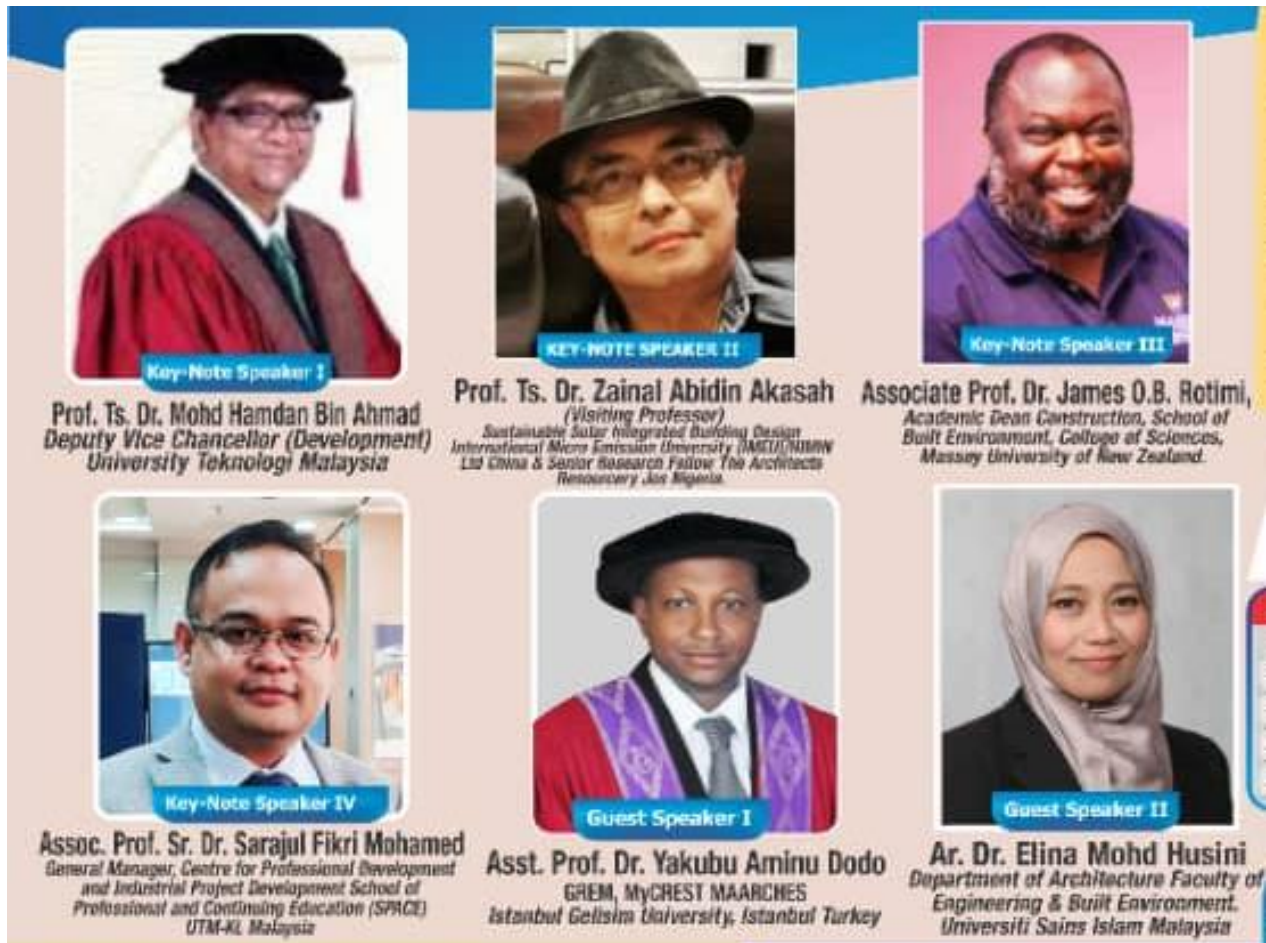 Key-Note Speaker I
Prof. Ts. Dr. Mohd Hamdan Bin Ahmad
Deputy Vice Chancellor (Development)
University Teknologi Malaysia
KEY-NOTE SPEAKER II
Prof. Ts. Dr. Zainal Abidin Akasah
(Visiting Professor)
Sustainable Solar Integrated Building Design
International Micro Emission University
Ltd China & Senior Research Fellow The Architects
Resourcery Jos Nigeria.
Key-Note Speaker III
Associate Prof. Dr. James O.B. Rotimi,
Academic Dean Construction, School of
Built Environment, College of Sciences,
Massey University of New Zealand.
Key-Note Speaker IV
Assoc. Prof. Sr. Dr. Sarajul Fikri Mohamed
General Manager, Centre for Professional Development
and Industrial Project Development School of
Professional and Continuing Education (SPACE)
UTM-KL Malaysia
Guest Speaker I
Asst. Prof. Dr. Yakubu Aminu Dodo
GREM, MyCREST MAARCHES
Istanbul Gelisim University, Istanbul Turkey
Guest Speaker II
Ar. Dr. Elina Mohd Husini
Department of Architecture Faculty of
Engineering & Built Environment.
Universiti Sains Islam Malaysia